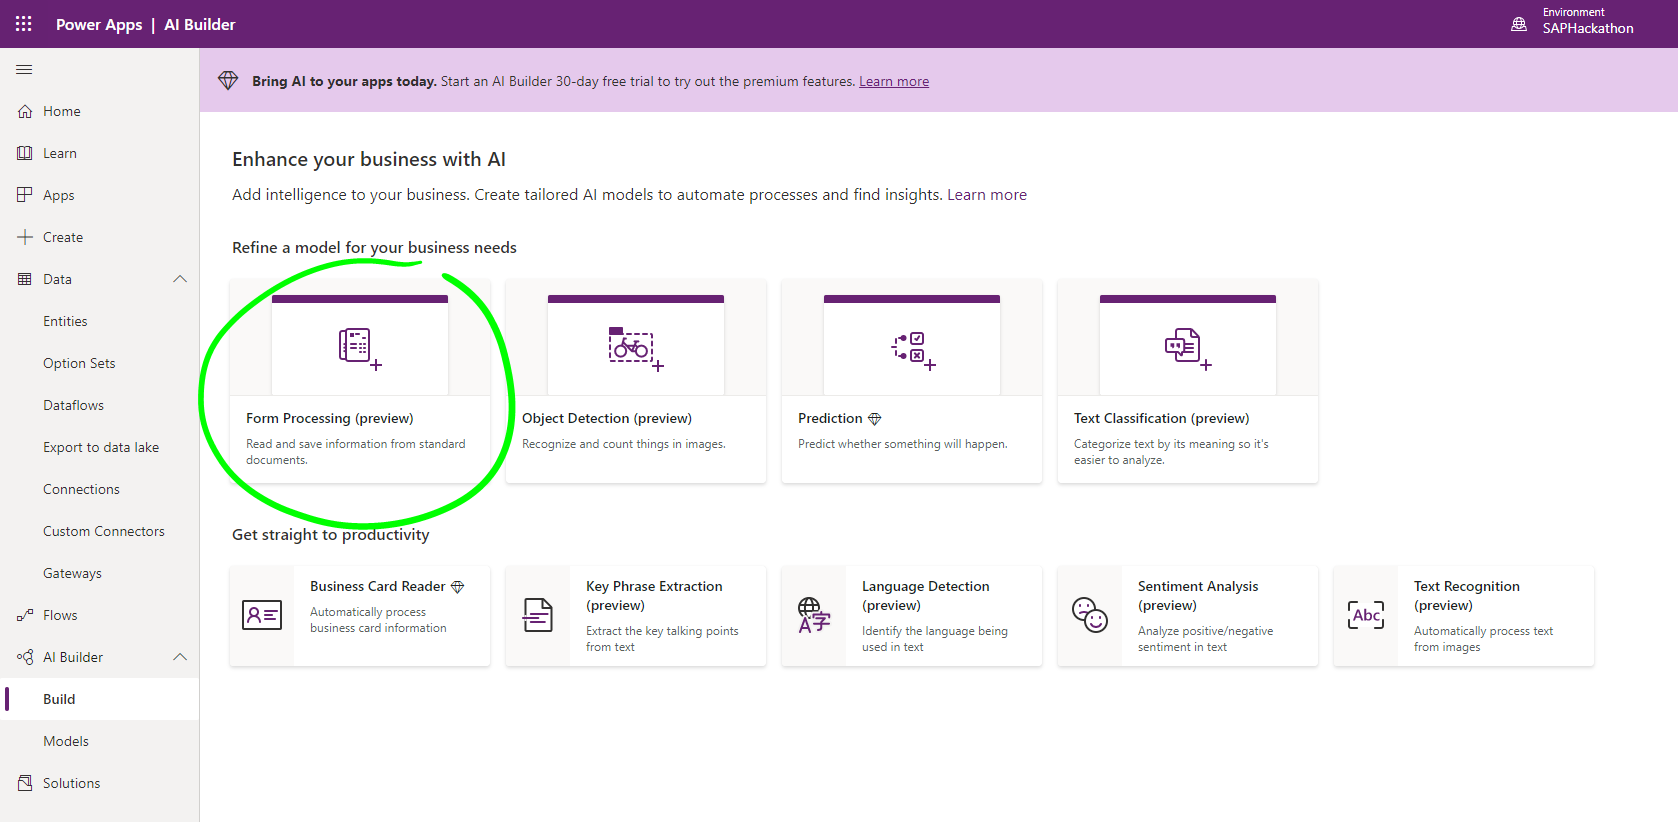 Power Apps | AI Builder
Environment
SAPHackathon
Bring AI to your apps today. Start an AI Builder 30-day free trial to try out the premium features. Learn more
Home
Learn
Apps
Create
Data
Entities
Option Sets
Dataflows
Export to data lake
Connections
Custom Connectors
Gateways
Flows
AI Builder
Build
Models
Solutions
Enhance your business with AI
Add intelligence to your business. Create tailored AI models to automate processes and find insights. Learn more
Refine a model for your business needs
Form Processing (preview)
Read and save information from standard
documents.
Object Detection (preview)
Recognize and count things in images.
Prediction
Predict whether something will happen.
Text Classification (preview)
Categorize text by its meaning so it's
easier to analyze.
Get straight to productivity
Business Card Reader
Automatically process
business card information
Key Phrase Extraction
(preview)
Extract the key talking points
from text
A字
Language Detection
(preview)
Identify the language being
used in text
Sentiment Analysis
(preview)
Analyze positive/negative
sentiment in text
Abc
Text Recognition
(preview)
Automatically process text
from images